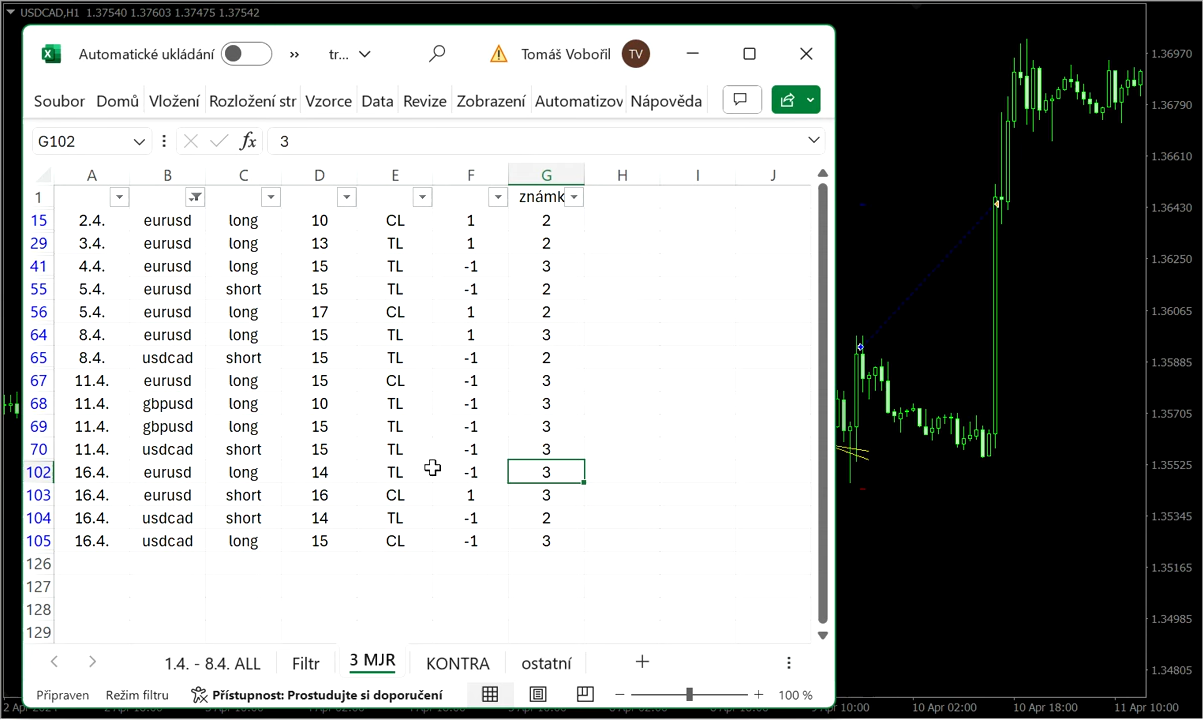 USDCAD,H1 1.37540 1.37603 1.37475 1.37542
Automatické ukládání
tr...
Tomáš Vobořil
TV
Soubor Domů Vložení Rozložení str Vzorce Data Revize Zobrazení Automatizov Nápověda
G102 fx 3
A B C D E F G H I J
1 známk
15 2.4. eurusd long 10 CL 1 2
29 3.4. eurusd long 13 TL 1 2
41 4.4. eurusd long 15 TL -1 3
55 5.4. eurusd short 15 TL -1 2
56 5.4. eurusd long 17 CL 1 2
64 8.4. eurusd long 15 TL 1 3
65 8.4. usdcad short 15 TL -1 2
67 11.4. eurusd long 15 CL -1 3
68 11.4. gbpusd long 10 TL -1 3
69 11.4. gbpusd long 15 TL -1 3
70 11.4. usdcad short 15 TL -1 3
102 16.4. eurusd long 14 TL -1 3
103 16.4. eurusd short 16 CL 1 3
104 16.4. usdcad short 14 TL -1 2
105 16.4. usdcad long 15 CL -1 3
126
127
128
129
1.4. - 8.4. ALL Filtr 3 MJR KONTRA ostatní
Připraven Režim filtru Přístupnost: Prostudujte si doporučení 100 %
1.36970
1.36790
1.36610
1.36430
1.36250
1.36065
1.35885
1.35705
1.35525
1.35345
1.35165
1.34985
1.34805
10:00 10 Apr 02:00 10 Apr 18:00 11 Apr 10:00